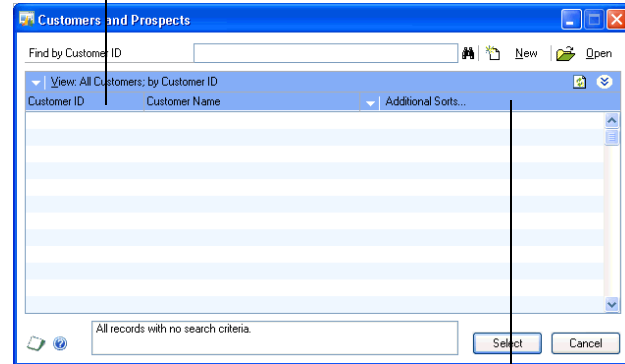 Customers and Prospects
Find by Customer ID
New
Open
View: All Customers; by Customer ID
Customer ID Customer Name Additional Sorts...
All records with no search criteria.
Select Cancel